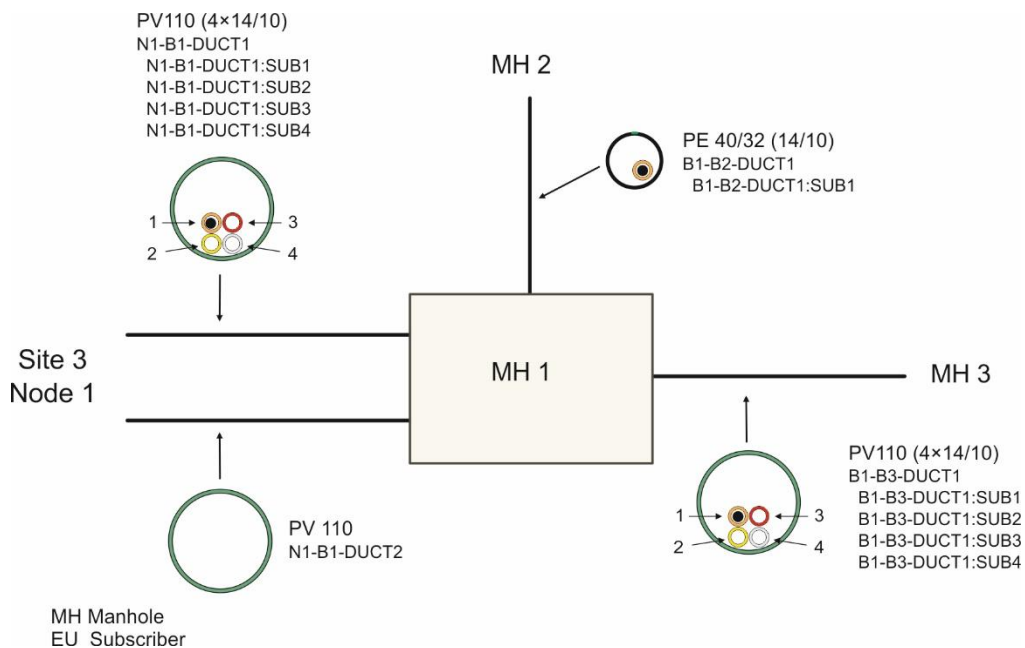 PV110 (4×14/10)
N1-B1-DUCT1
N1-B1-DUCT1:SUB1
N1-B1-DUCT1:SUB2
N1-B1-DUCT1:SUB3
N1-B1-DUCT1:SUB4
MH 2
PE 40/32 (14/10)
B1-B2-DUCT1
B1-B2-DUCT1:SUB1
1
3
2
4
Site 3
Node 1
MH 1
MH 3
PV 110
N1-B1-DUCT2
PV110 (4×14/10)
B1-B3-DUCT1
B1-B3-DUCT1:SUB1
B1-B3-DUCT1:SUB2
B1-B3-DUCT1:SUB3
B1-B3-DUCT1:SUB4
1
3
2
4
MH Manhole
EU Subscriber